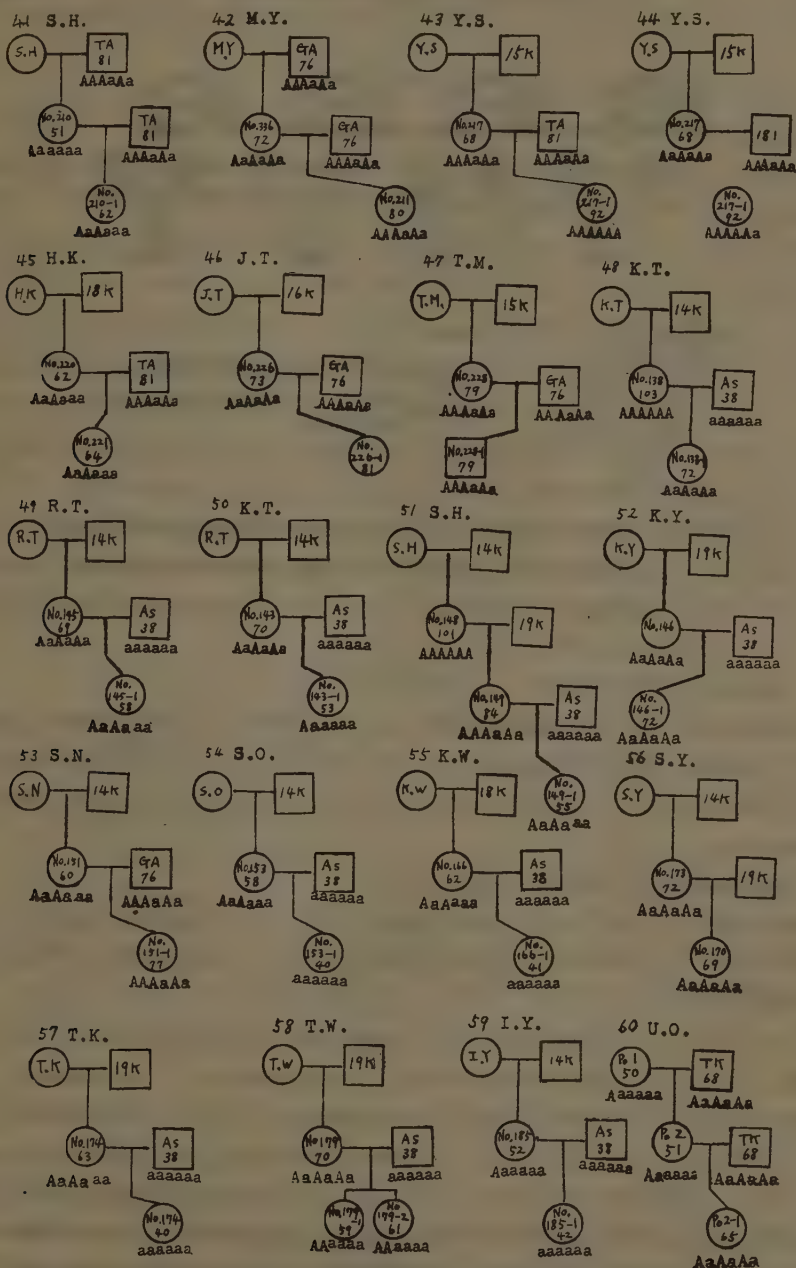 41 S.H.
S.H
TA
81
AAAaAa
No.210
51
Aaaaaa
TA
81
AAAaAa
No.
210-1
62
AaAaaa
42 M.Y.
M.Y
GA
76
AAAaAa
No.336
72
AaAaAa
GA
76
AAAaAa
No.211
80
AAAaAa
43 Y.S.
Y.S
15K
No.217
68
AAAaAa
TA
81
AAAaAa
No.
217-1
92
AAAAAA
44 Y.S.
Y.S
15K
No.217
68
AaAaAa
181
AAAaAa
No.
217-1
92
AAAAAa
45 H.K.
H.K
18K
No.220
62
AaAaaa
TA
81
AAAaAa
No.221
64
AaAaaa
46 J.T.
J.T
16K
No.226
73
AaAaAa
GA
76
AAAaAa
No.
226-1
81
47 T.M.
T.M.
15K
No.228
79
AAAaAa
GA
76
AAAaAa
No.228-1
79
AAAaAa
48 K.T.
K.T
14K
No.138
103
AAAAAA
As
38
aaaaaa
No.138-1
72
AaAaAa
49 R.T.
R.T
14K
No.145
69
AaAaAa
As
38
aaaaaa
No.
145-1
58
AaAaaa
50 K.T.
R.T
14K
No.143
70
AaAaAa
As
38
aaaaaa
No.
143-1
53
Aaaaaa
51 S.H.
S.H
14K
No.148
101
AAAAAA
19K
No.149
84
AAAaAa
As
38
aaaaaa
No.
149-1
55
AaAaaa
52 K.Y.
K.Y
19K
No.146
AaAaAa
As
38
aaaaaa
No.
146-1
72
AaAaAa
53 S.N.
S.N
14K
No.151
60
AaAaaa
GA
76
AAAaAa
No.
151-1
77
AAAaAa
54 S.O.
S.O
14K
No.153
58
AaAaaa
As
38
aaaaaa
No.
153-1
40
aaaaaa
55 K.W.
K.W
18K
No.166
62
AaAaaa
As
38
aaaaaa
No.
166-1
41
aaaaaa
56 S.Y.
S.Y
14K
No.173
72
AaAaAa
19K
No.170
69
AaAaAa
57 T.K.
T.K
19K
No.174
63
AaAaaa
As
38
aaaaaa
No.174
40
aaaaaa
58 T.W.
T.W
19K
No179
70
AaAaAa
As
38
aaaaaa
No.179
-1
59
AAaaaa
No
179-2
61
AAaaaa
59 I.Y.
I.Y
14K
No.185
52
Aaaaaa
As
38
aaaaaa
No.
185-1
42
aaaaaa
60 U.O.
Po.1
50
Aaaaaa
TK
68
AaAaAa
Po.2
51
Aaaaaa
TK
68
AaAaAa
Po.2-1
65
AaAaAa